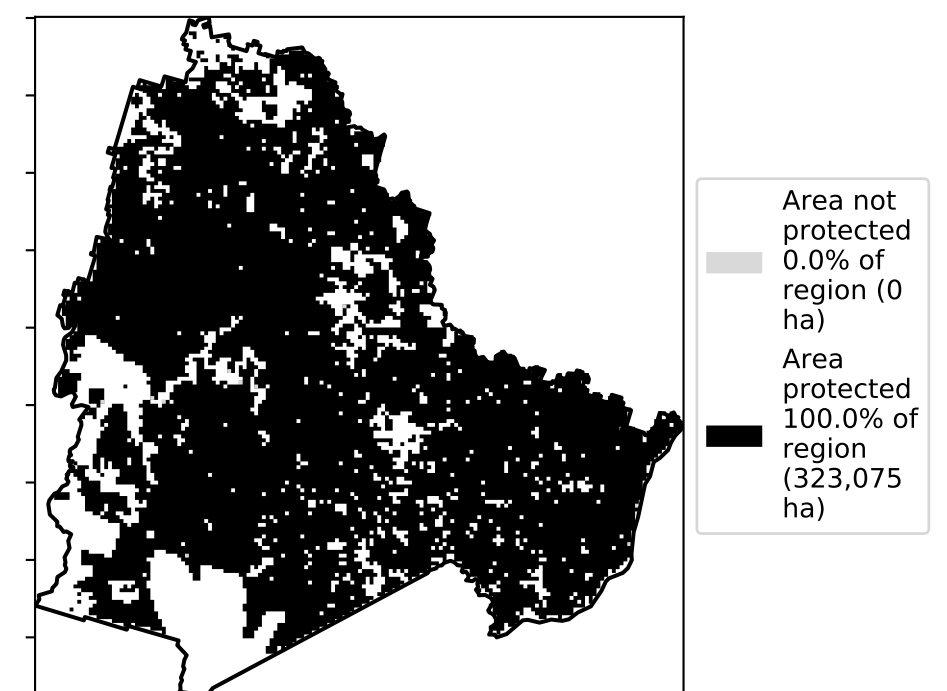 Area not
protected
0.0% of
region (0
ha)
Area
protected
100.0% of
region
(323,075
ha)